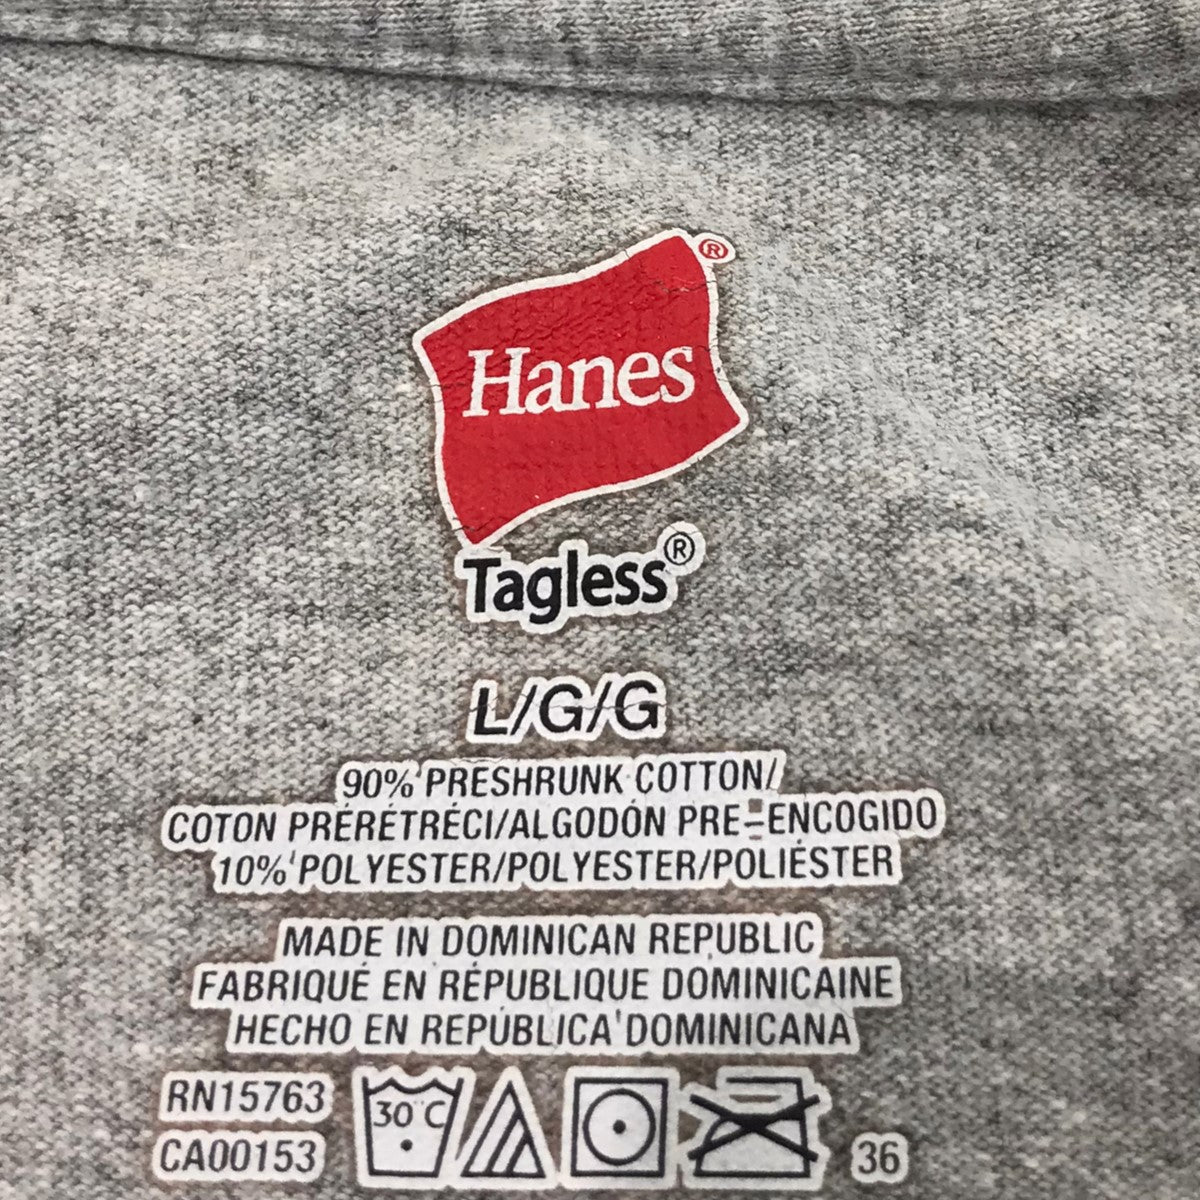 Hanes®
Tagless®
L/G/G
90% PRESHRUNK COTTON/
COTON PRÉRÉTRÉCI/ALGODÓN PRE-ENCOGIDO
10% POLYESTER/POLYESTER/POLIÉSTER
MADE IN DOMINICAN REPUBLIC
FABRIQUÉ EN RÉPUBLIQUE DOMINICAINE
HECHO EN REPÚBLICA DOMINICANA
RN15763
CA00153
30°C
36